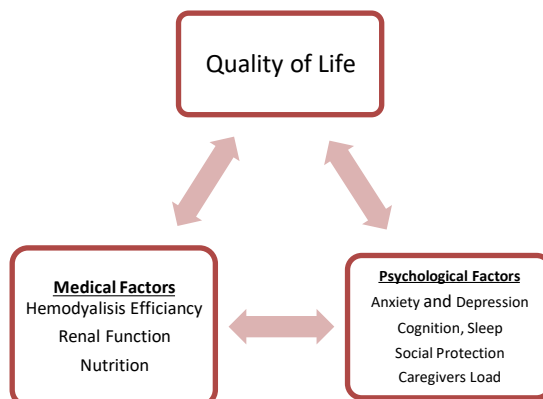 Quality of Life
Medical Factors
Hemodyalisis Efficiancy
Renal Function
Nutrition
Psychological Factors
Anxiety and Depression
Cognition, Sleep
Social Protection
Caregivers Load